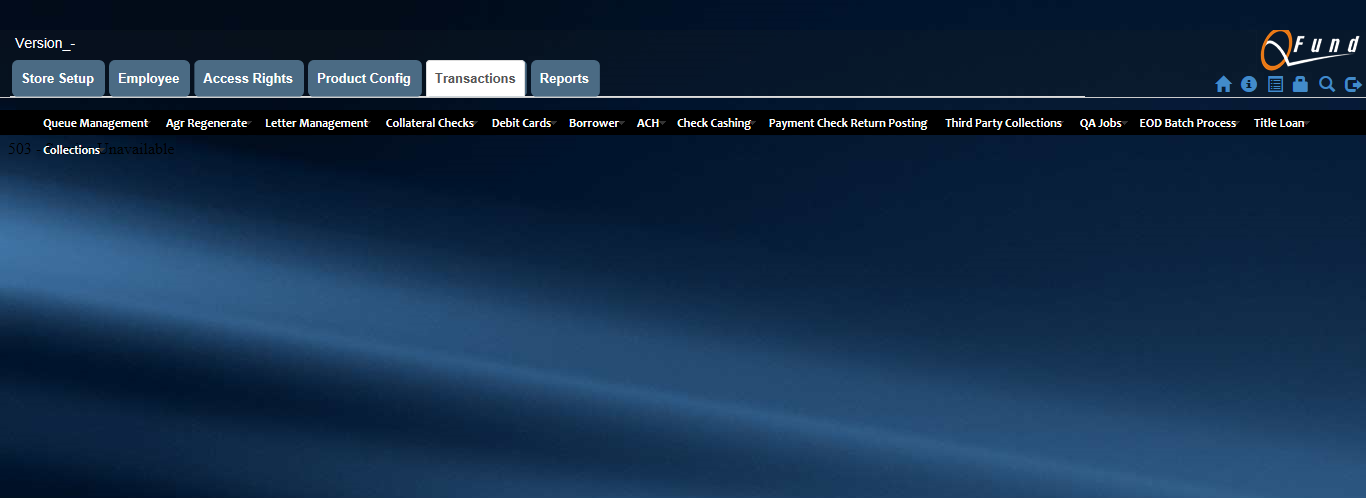 Version_-
QFund
Store Setup Employee Access Rights Product Config Transactions Reports
Queue Management Agr Regenerate Letter Management Collateral Checks Debit Cards Borrower ACH Check Cashing Payment Check Return Posting Third Party Collections QA Jobs EOD Batch Process Title Loan
503 - Collections Unavailable